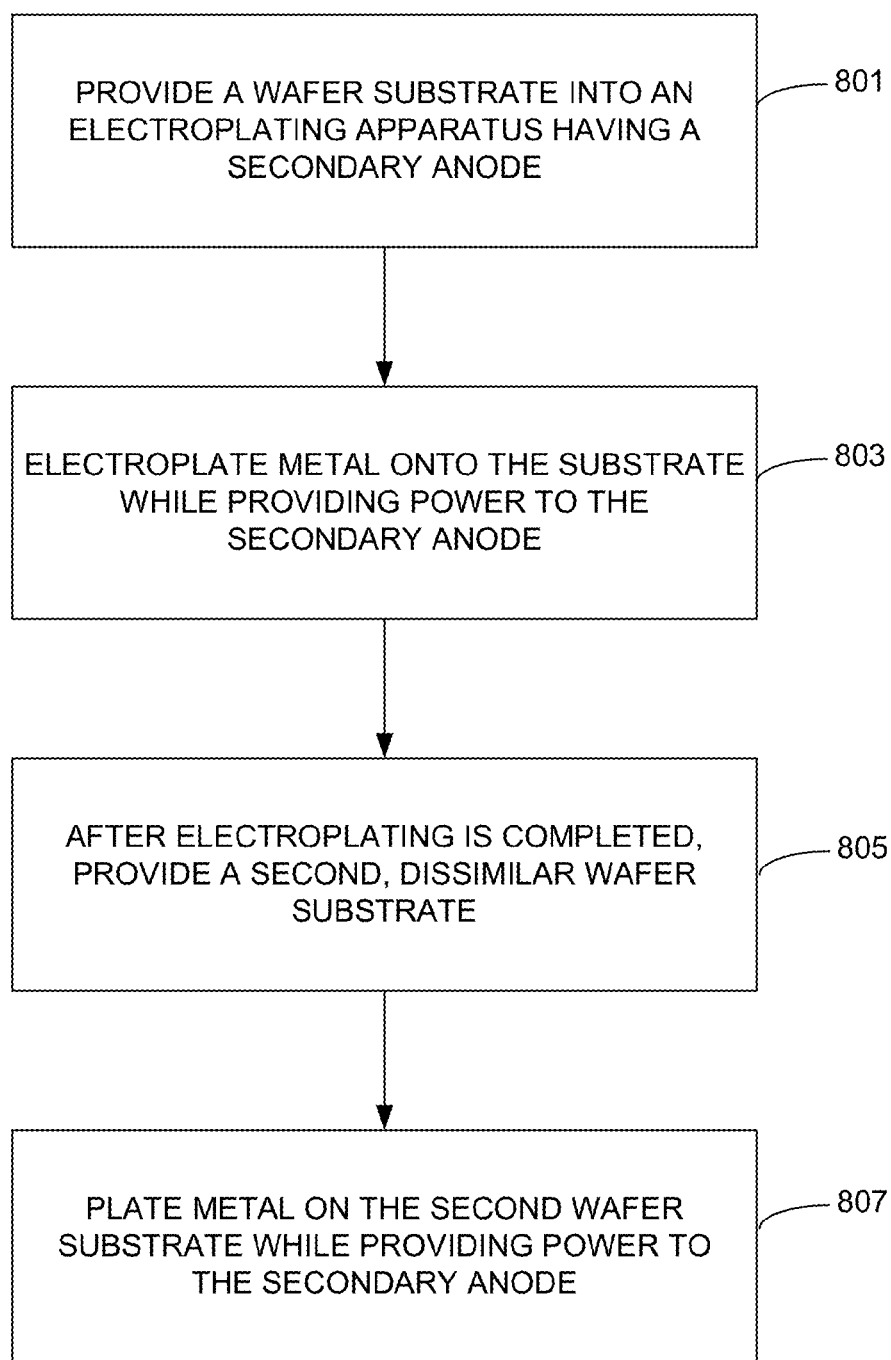 PROVIDE A WAFER SUBSTRATE INTO AN
ELECTROPLATING APPARATUS HAVING A
SECONDARY ANODE
801
ELECTROPLATE METAL ONTO THE SUBSTRATE
WHILE PROVIDING POWER TO THE
SECONDARY ANODE
803
AFTER ELECTROPLATING IS COMPLETED,
PROVIDE A SECOND, DISSIMILAR WAFER
SUBSTRATE
805
PLATE METAL ON THE SECOND WAFER
SUBSTRATE WHILE PROVIDING POWER TO
THE SECONDARY ANODE
807